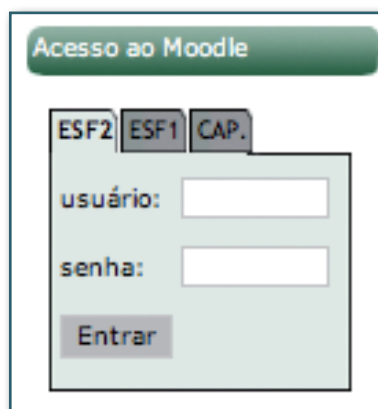 Acesso ao Moodle
ESF2 ESF1 CAP.
usuário:
senha:
Entrar